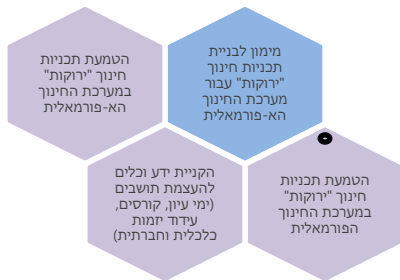 מימון לבניית
תכניות חינוך
"ירוקות" עבור
מערכת החינוך
הא-פורמאלית
הטמעת תכניות
חינוך "ירוקות"
במערכת החינוך
הא-פורמאלית
הטמעת תכניות
חינוך "ירוקות"
במערכת החינוך
הפורמאלית
הקניית ידע וכלים
להעצמת תושבים
(ימי עיון, קורסים,
עידוד יזמות
כלכלית וחברתית)